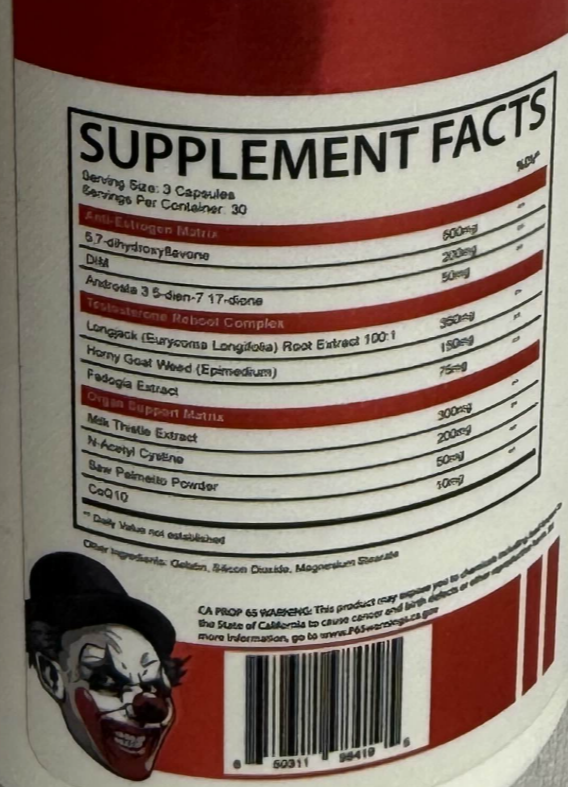 SUPPLEMENT FACTS
Serving Size: 3 Capsules
Servings Per Container: 30
%DV*
Anti-Estrogen Matrix
5,7-dihydroxyflavone 600mg **
DIM 200mg **
Androsta 3 5-dien-7 17-dione 50mg
Testosterone Reboot Complex
Longjack (Eurycoma Longifolia) Root Extract 100:1 350mg **
Horny Goat Weed (Epimedium) 150mg **
Fadogia Extract 75mg
Organ Support Matrix
Milk Thistle Extract 300mg **
N-Acetyl Cystine 200mg **
Saw Palmetto Powder 50mg **
CoQ10 10mg
** Daily Value not established
Other Ingredients: Gelatin, Silicon Dioxide, Magnesium Stearate
CA PROP 65 WARNING: This product may expose you to chemicals including
the State of California to cause cancer and birth defects or other reproductive harm.
more information, go to www.P65warnings.ca.gov
50311